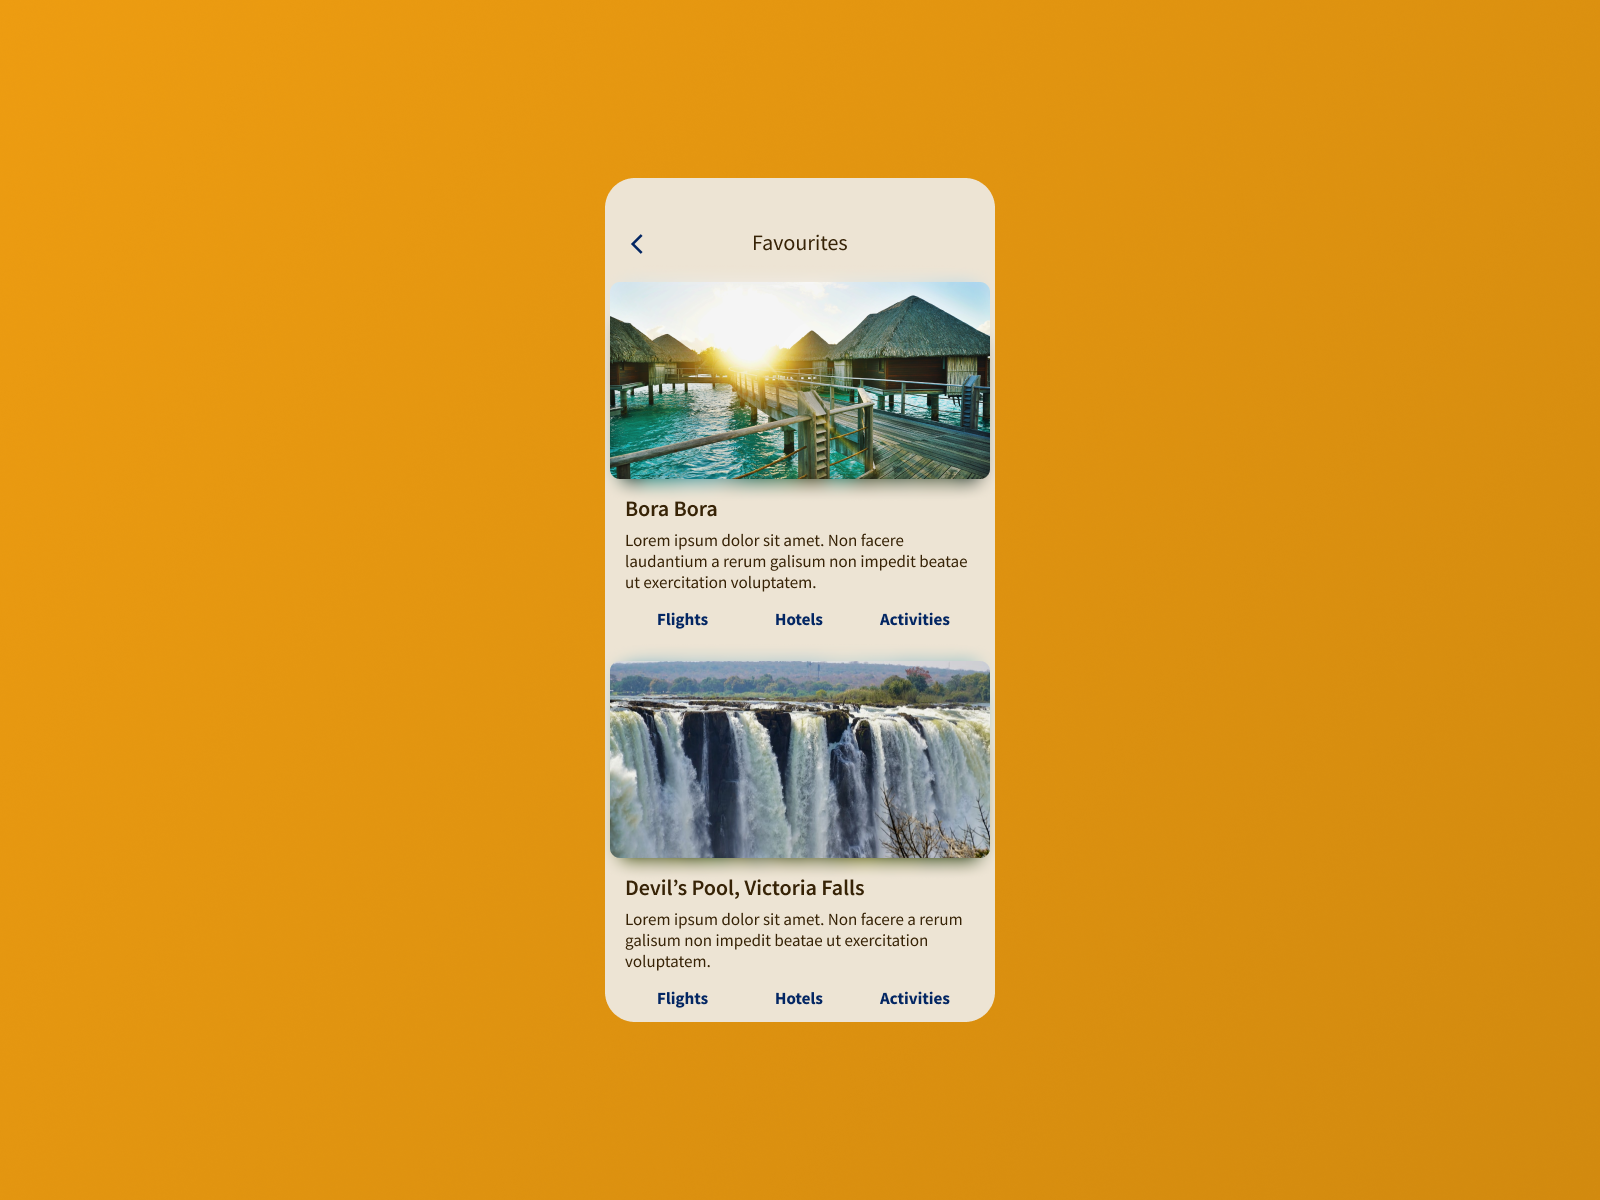 Favourites
Bora Bora
Lorem ipsum dolor sit amet. Non facere
laudantium a rerum galisum non impedit beatae
ut exercitation voluptatem.
Flights Hotels Activities
Devil’s Pool, Victoria Falls
Lorem ipsum dolor sit amet. Non facere a rerum
galisum non impedit beatae ut exercitation
voluptatem.
Flights Hotels Activities